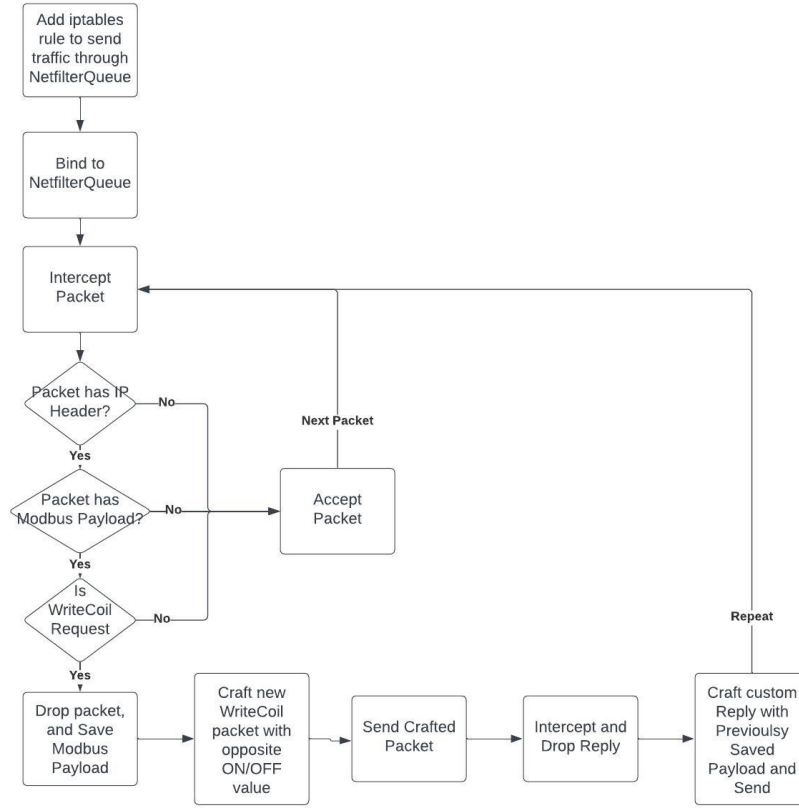 Add iptables
rule to send
traffic through
NetfilterQueue
Bind to
NetfilterQueue
Intercept
Packet
Packet has IP
Header?
No
Yes
Next Packet
Packet has
Modbus Payload?
No
Accept
Packet
Yes
Is
WriteCoil
Request
No
Repeat
Yes
Drop packet,
and Save
Modbus
Payload
Craft new
WriteCoil
packet with
opposite
ON/OFF
value
Send Crafted
Packet
Intercept and
Drop Reply
Craft custom
Reply with
Previoulsy
Saved
Payload and
Send